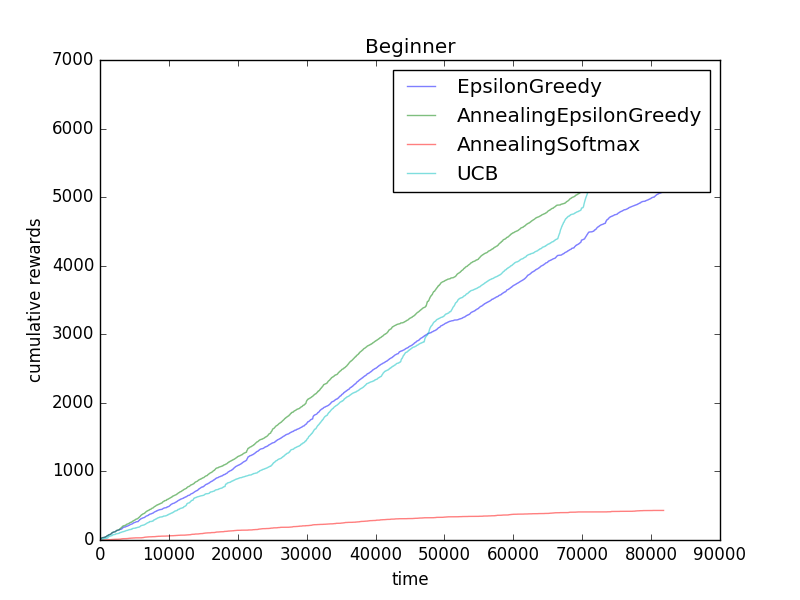 Beginner
7000
6000
5000
4000
3000
2000
1000
0
cumulative rewards
EpsilonGreedy
AnnealingEpsilonGreedy
AnnealingSoftmax
UCB
0 10000 20000 30000 40000 50000 60000 70000 80000 90000
time